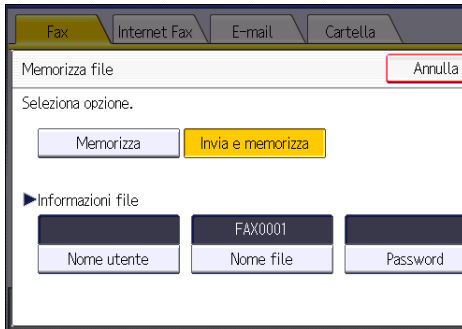 Fax Internet Fax E-mail Cartella
Memorizza file Annulla
Seleziona opzione.
Memorizza Invia e memorizza
►Informazioni file
FAX0001
Nome utente Nome file Password